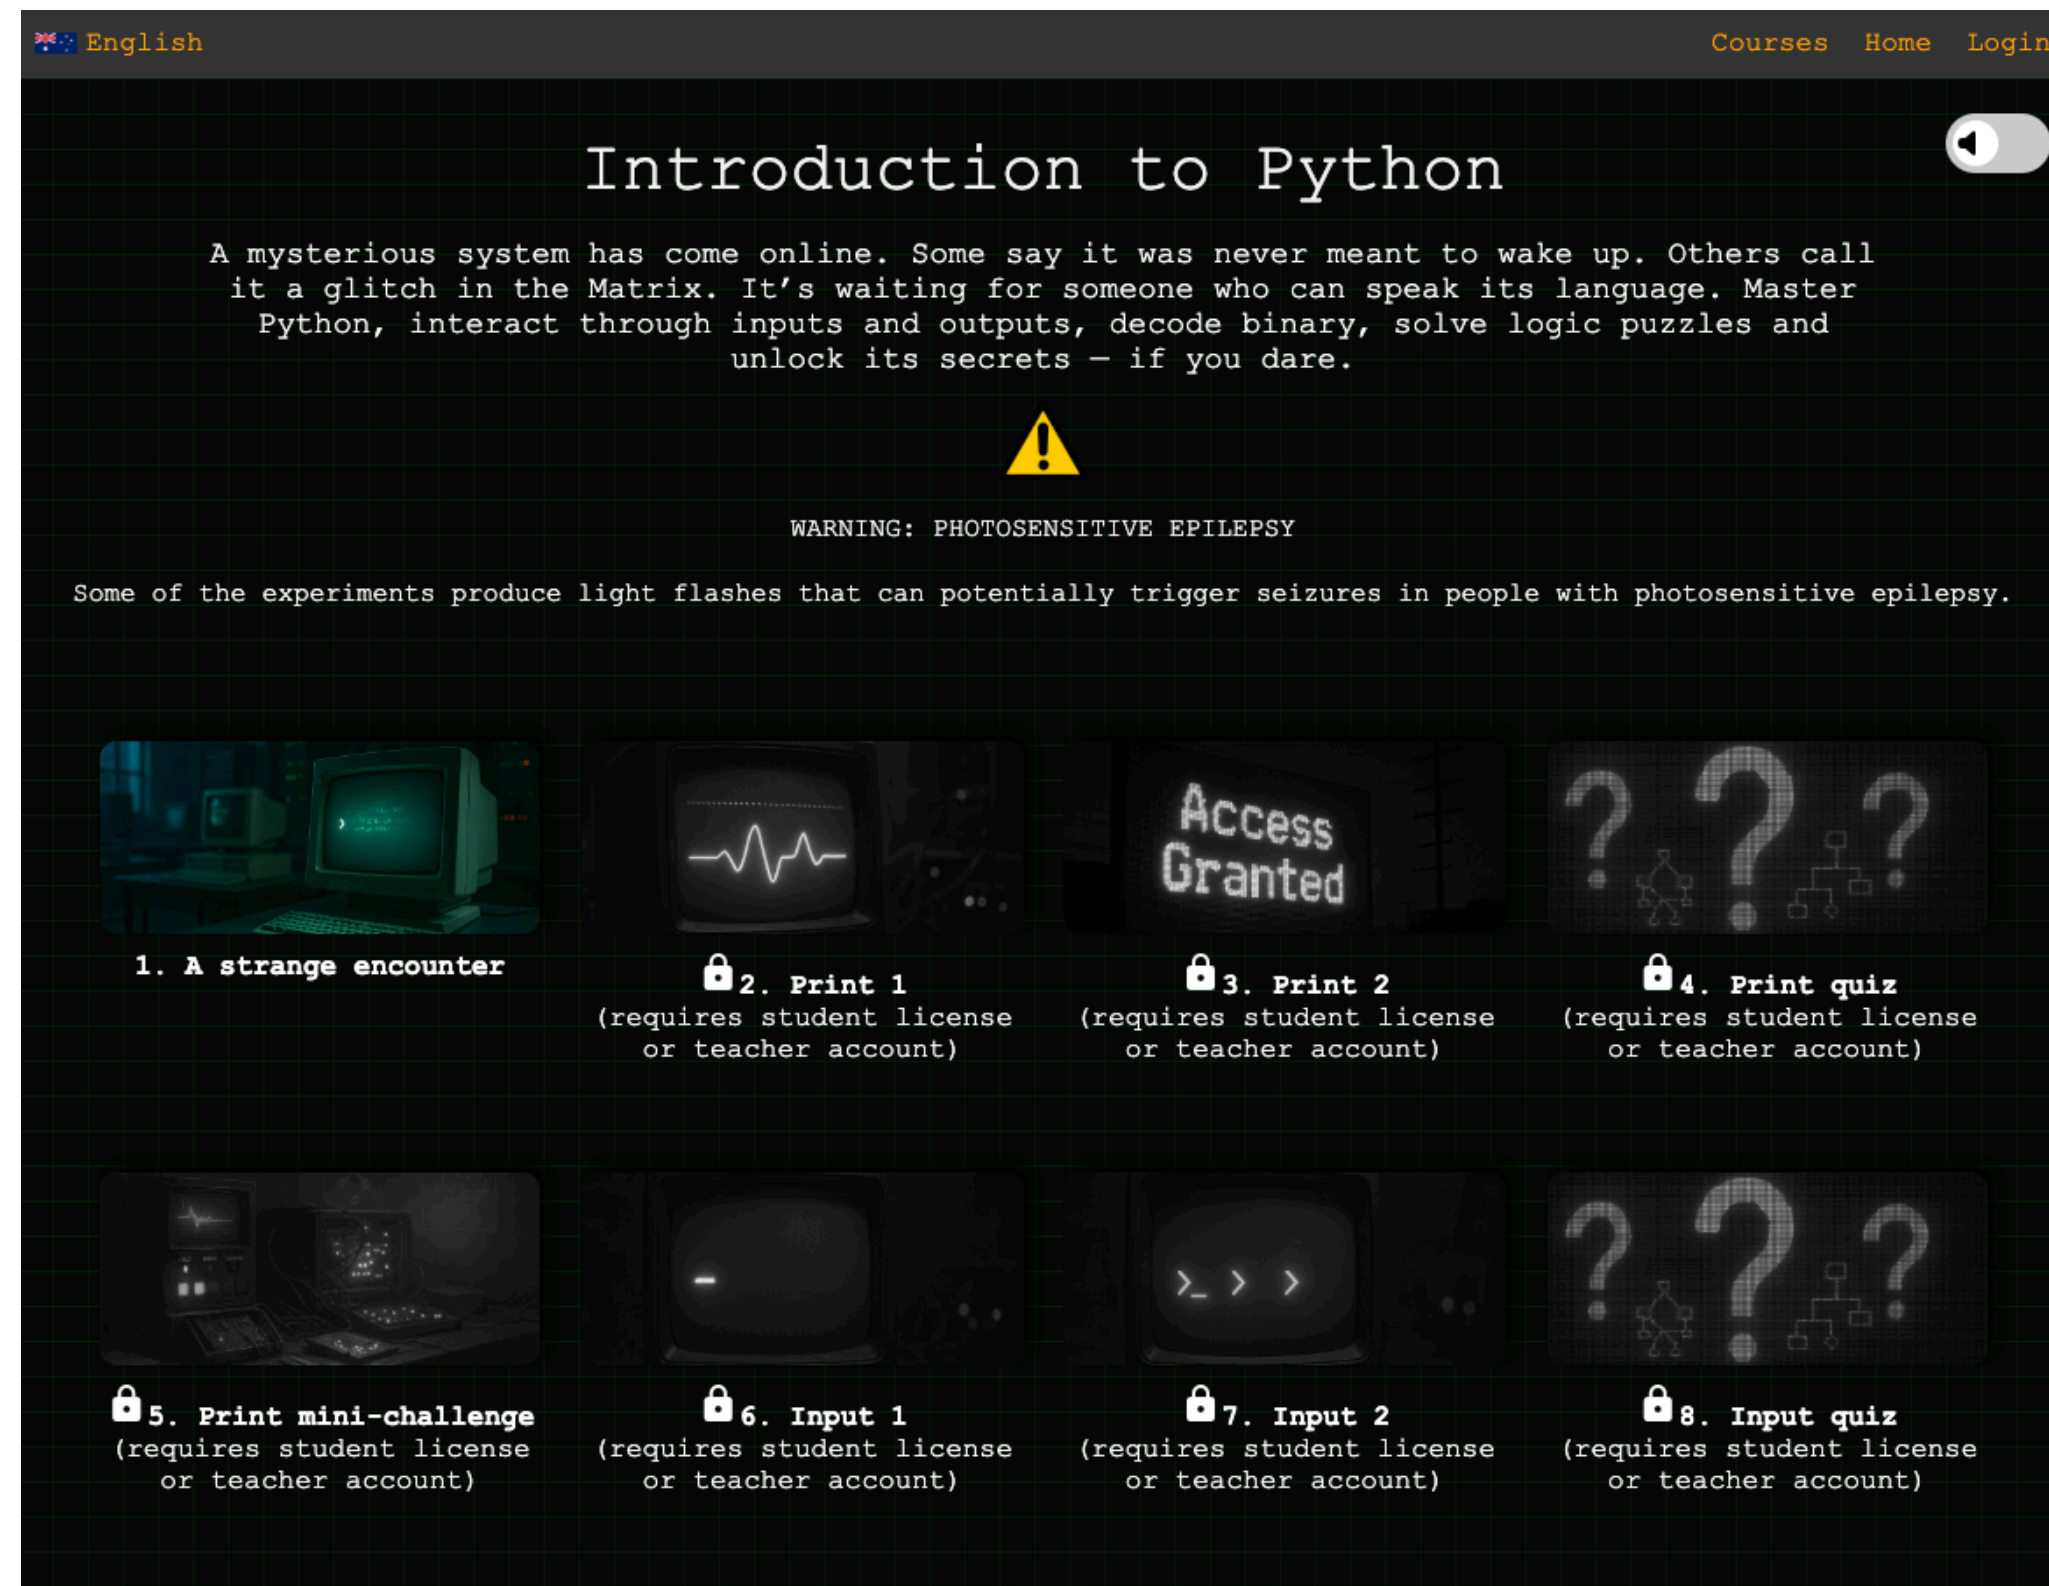 English
Courses Home Login
Introduction to Python
A mysterious system has come online. Some say it was never meant to wake up. Others call
it a glitch in the Matrix. It’s waiting for someone who can speak its language. Master
Python, interact through inputs and outputs, decode binary, solve logic puzzles and
unlock its secrets — if you dare.
WARNING: PHOTOSENSITIVE EPILEPSY
Some of the experiments produce light flashes that can potentially trigger seizures in people with photosensitive epilepsy.
Access
Granted
1. A strange encounter
2. Print 1
(requires student license
or teacher account)
3. Print 2
(requires student license
or teacher account)
4. Print quiz
(requires student license
or teacher account)
>_ > >
5. Print mini-challenge
(requires student license
or teacher account)
6. Input 1
(requires student license
or teacher account)
7. Input 2
(requires student license
or teacher account)
8. Input quiz
(requires student license
or teacher account)